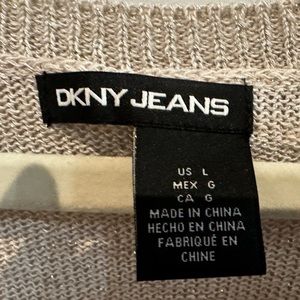 DKNY JEANS
US L
MEX G
CA G
MADE IN CHINA
HECHO EN CHINA
FABRIQUÉ EN
CHINE